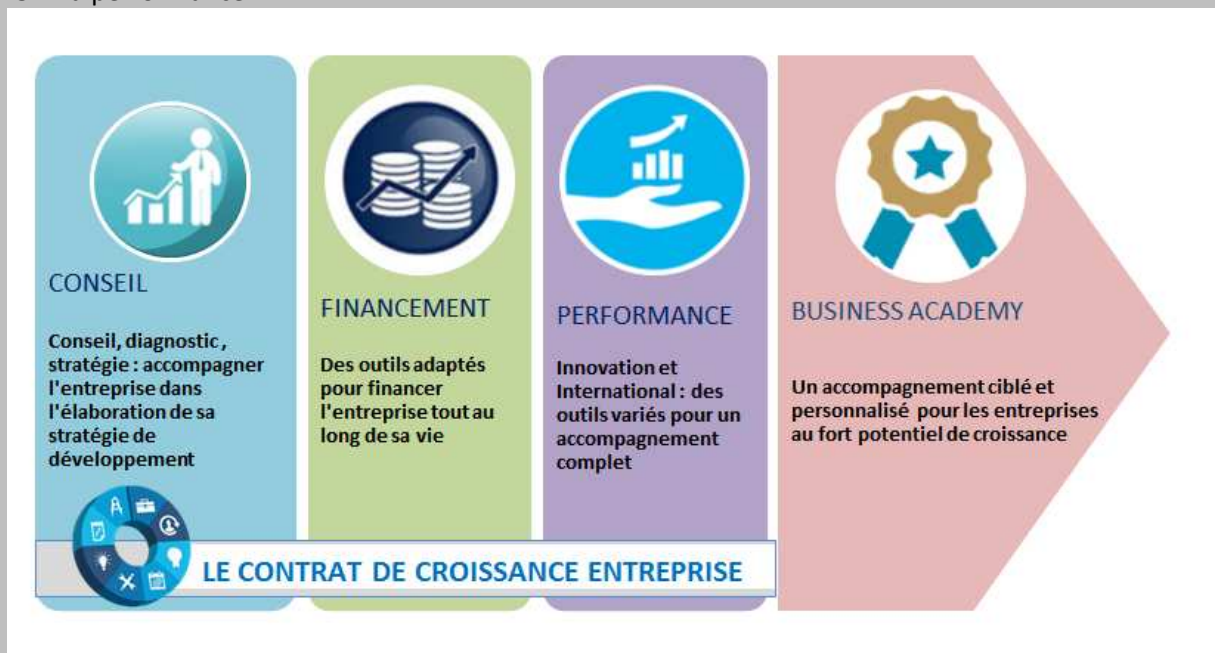 CONSEIL
Conseil, diagnostic ,
stratégie : accompagner
l'entreprise dans
l'élaboration de sa
stratégie de
développement
FINANCEMENT
Des outils adaptés
pour financer
l'entreprise tout au
long de sa vie
PERFORMANCE
Innovation et
International : des
outils variés pour un
accompagnement
complet
BUSINESS ACADEMY
Un accompagnement ciblé et
personnalisé pour les entreprises
au fort potentiel de croissance
LE CONTRAT DE CROISSANCE ENTREPRISE